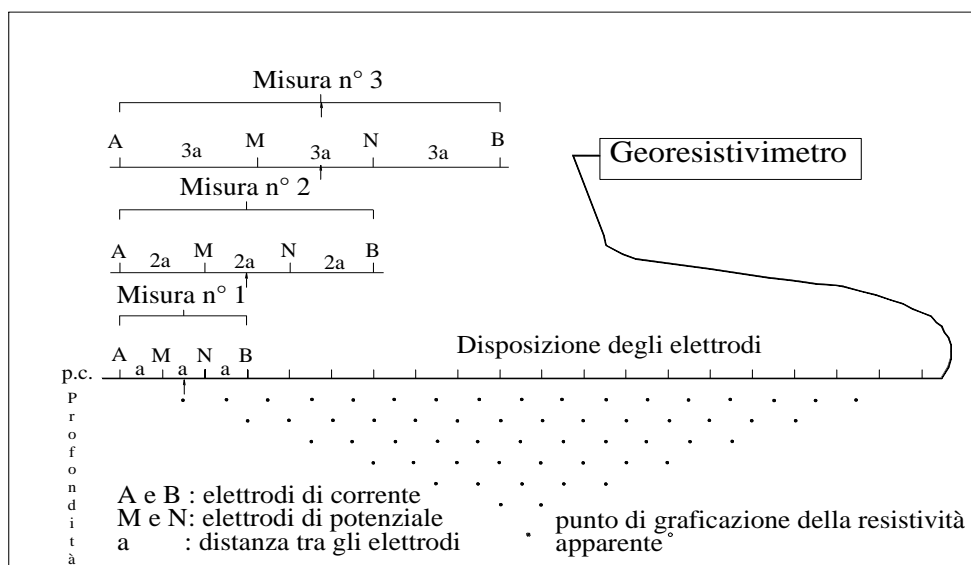 Misura n° 3
A M N B
3a 3a 3a
Georesistivimetro
Misura n° 2
A M N B
2a 2a 2a
Misura n° 1
Disposizione degli elettrodi
A M N B
a a a
p.c.
Profondità
A e B : elettrodi di corrente
M e N: elettrodi di potenziale
a : distanza tra gli elettrodi
punto di graficazione della resistività
apparente°